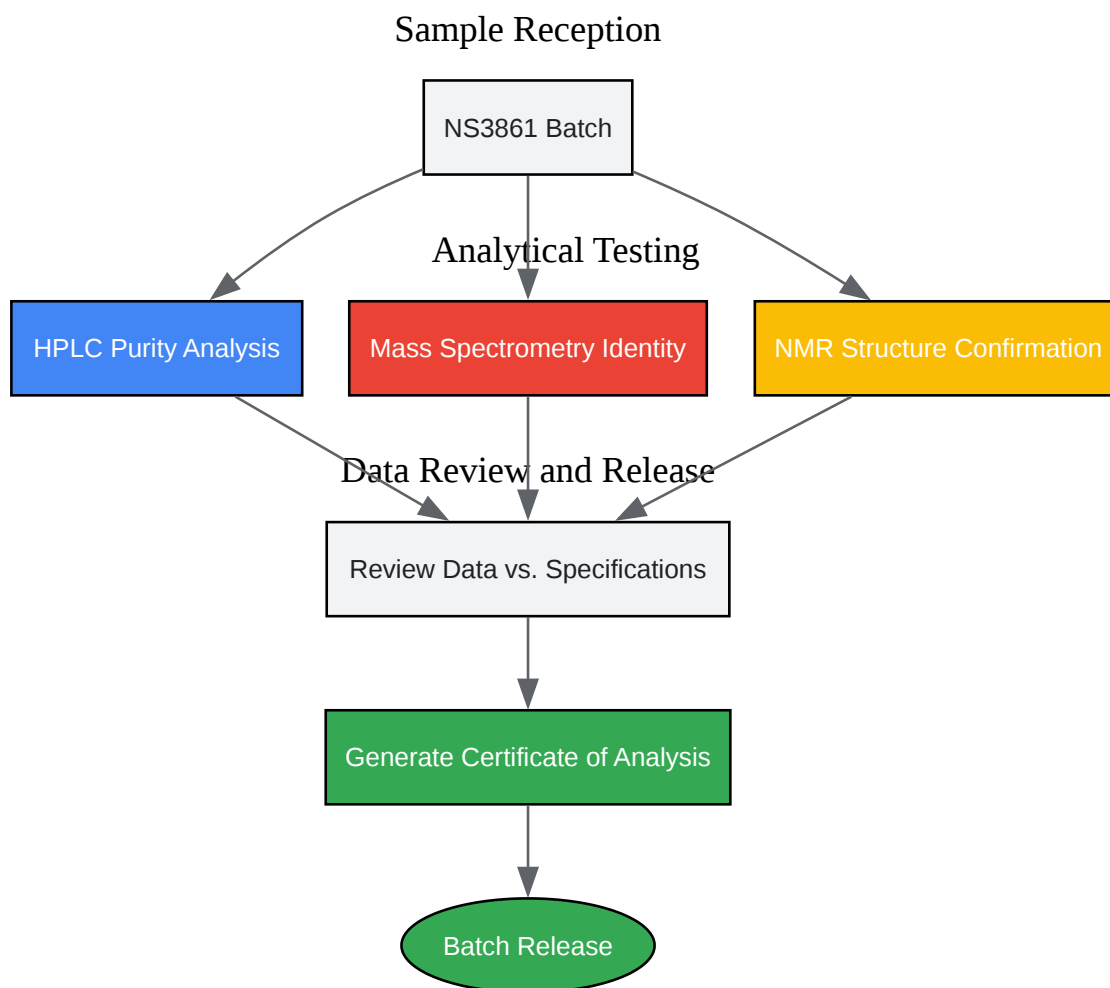 Sample Reception
NS3861 Batch
Analytical Testing
HPLC Purity Analysis
Mass Spectrometry Identity
NMR Structure Confirmation
Data Review and Release
Review Data vs. Specifications
Generate Certificate of Analysis
Batch Release